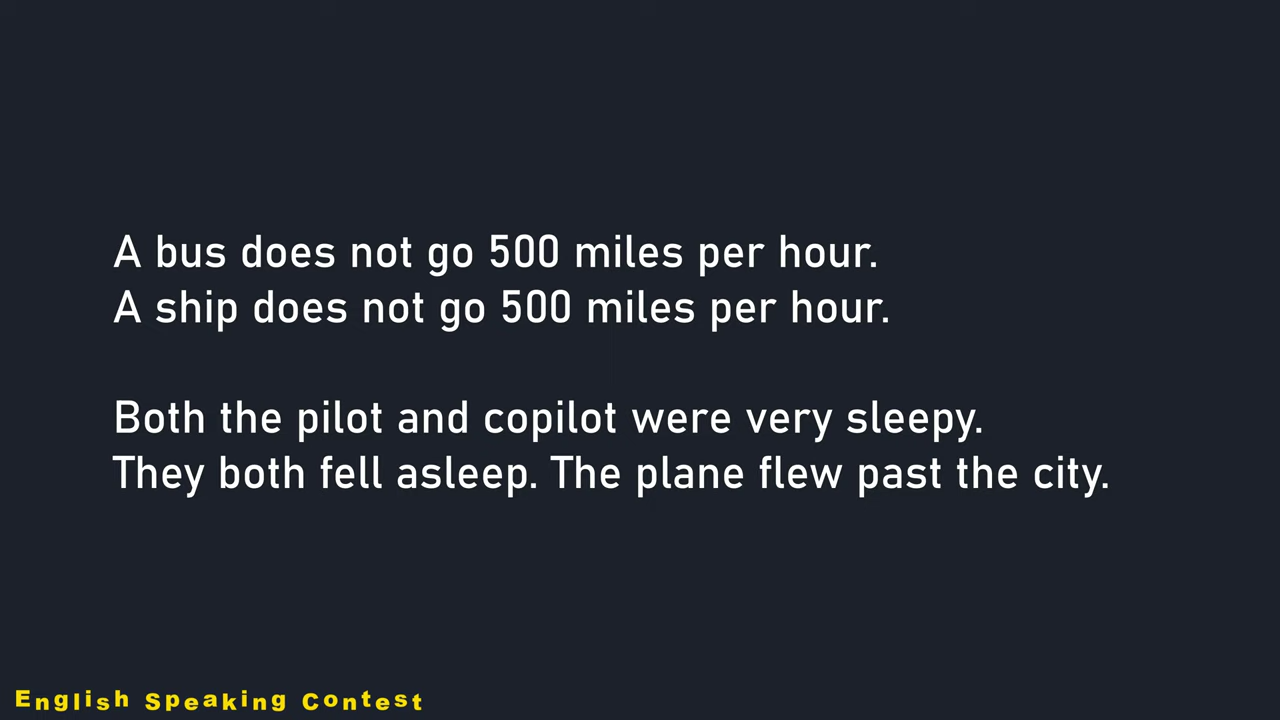 A bus does not go 500 miles per hour.
A ship does not go 500 miles per hour.
Both the pilot and copilot were very sleepy.
They both fell asleep. The plane flew past the city.
English Speaking Contest